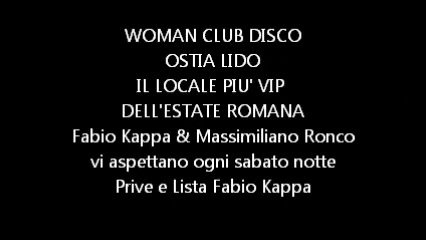 WOMAN CLUB DISCO
OSTIA LIDO
IL LOCALE PIU' VIP
DELL'ESTATE ROMANA
Fabio Kappa & Massimiliano Ronco
vi aspettano ogni sabato notte
Prive e Lista Fabio Kappa